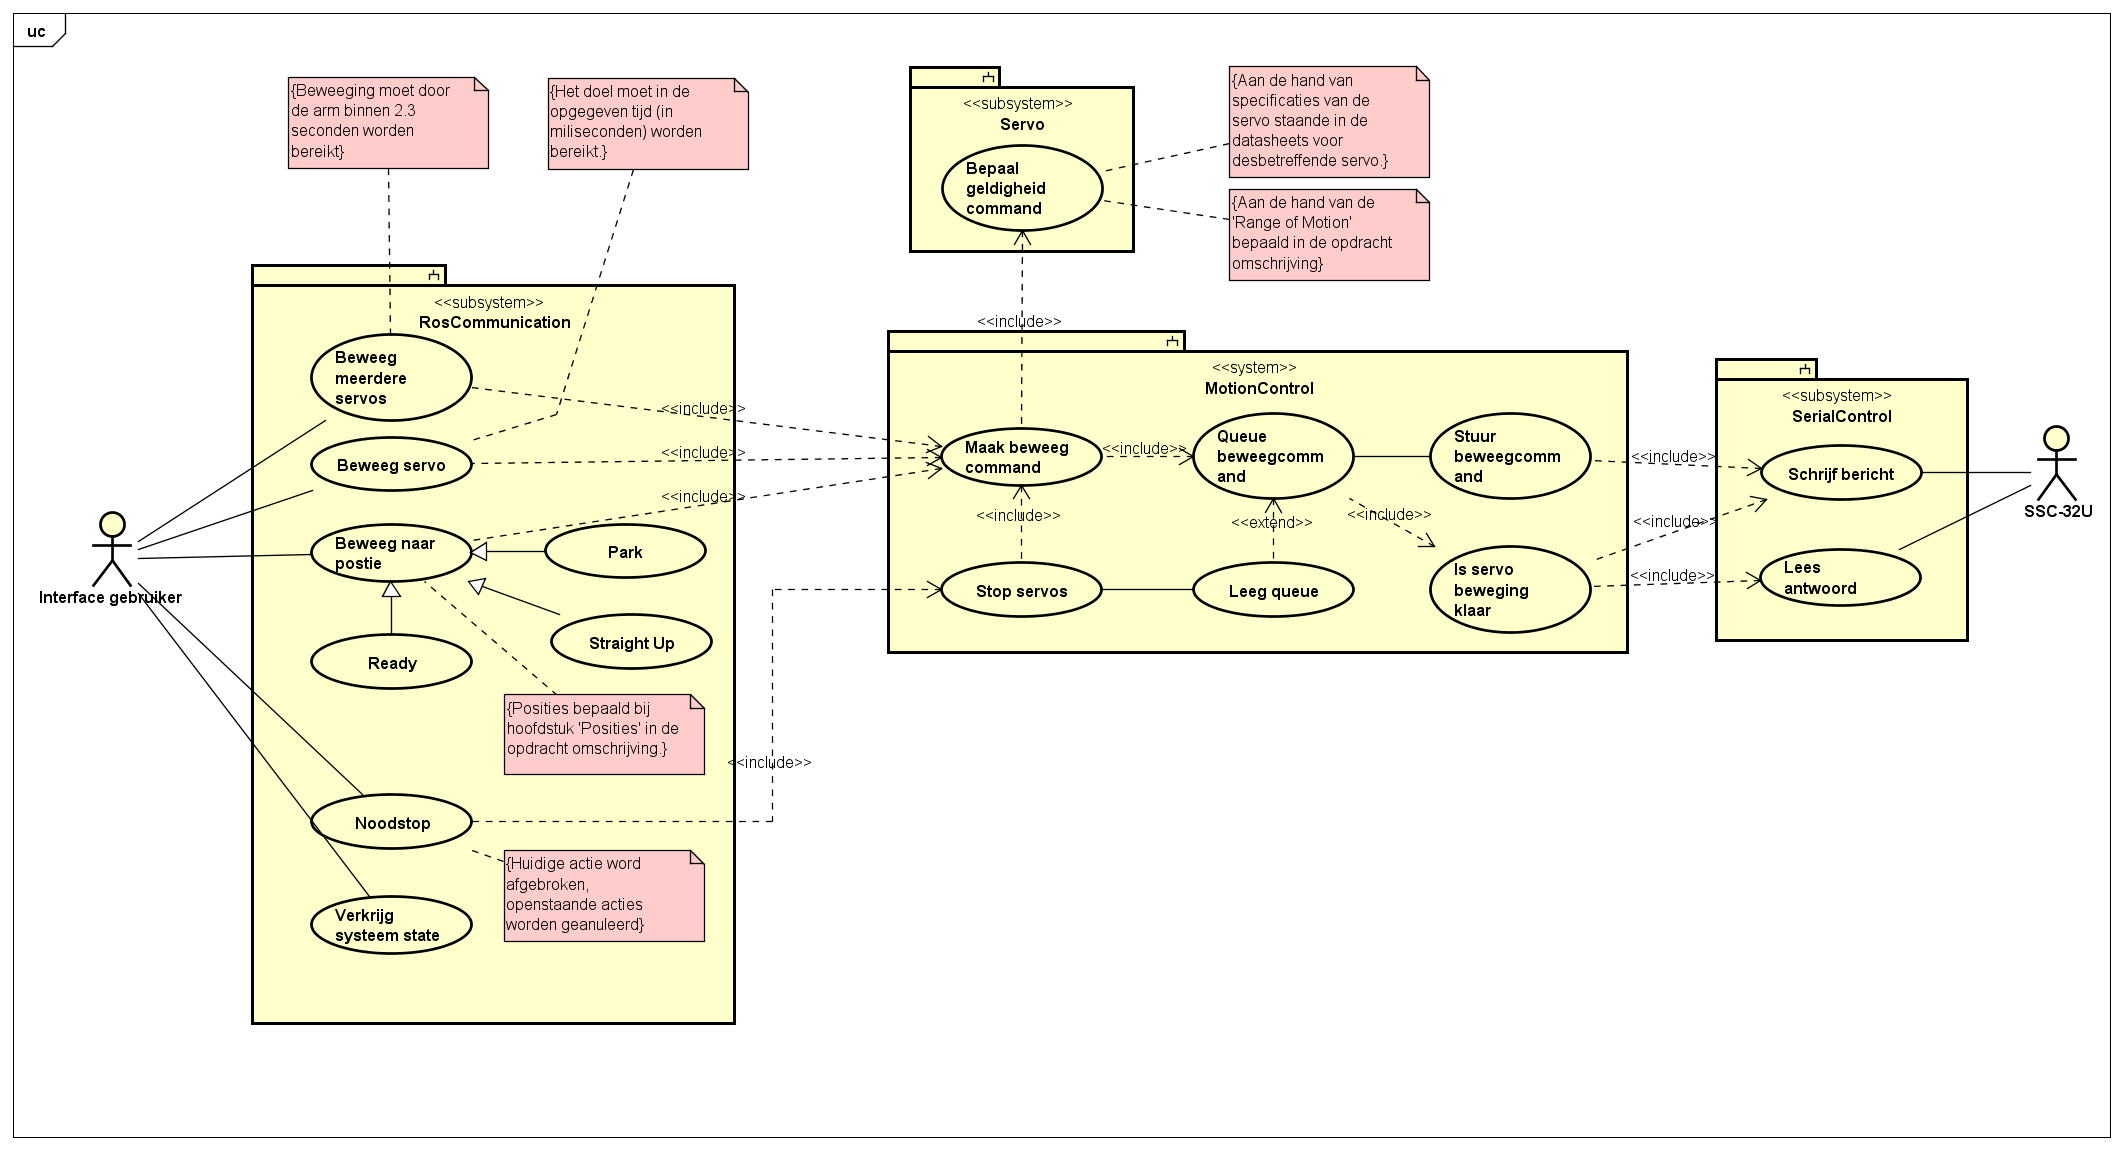 uc
{Beweeging moet door
de arm binnen 2.3
seconden worden
bereikt}
{Het doel moet in de
opgegeven tijd (in
miliseconden) worden
bereikt.}
<<subsystem>>
Servo
Bepaal
geldigheid
command
{Aan de hand van
specificaties van de
servo staande in de
datasheets voor
desbetreffende servo.}
{Aan de hand van de
'Range of Motion'
bepaald in de opdracht
omschrijving}
<<include>>
<<subsystem>>
RosCommunication
Beweeg
meerdere
servos
Beweeg servo
Beweeg naar
postie
Park
Straight Up
Ready
{Posities bepaald bij
hoofdstuk 'Posities' in de
opdracht omschrijving.}
Noodstop
{Huidige actie word
afgebroken,
openstaande acties
worden geanuleerd}
Verkrijg
systeem state
Interface gebruiker
<<include>>
<<include>>
<<include>>
<<include>>
<<system>>
MotionControl
Maak beweeg
command
<<include>>
Queue
beweegcomm
and
Stuur
beweegcomm
and
<<include>>
<<extend>>
<<include>>
Stop servos
Leeg queue
Is servo
beweging
klaar
<<include>>
<<include>>
<<include>>
<<subsystem>>
SerialControl
Schrijf bericht
Lees
antwoord
SSC-32U